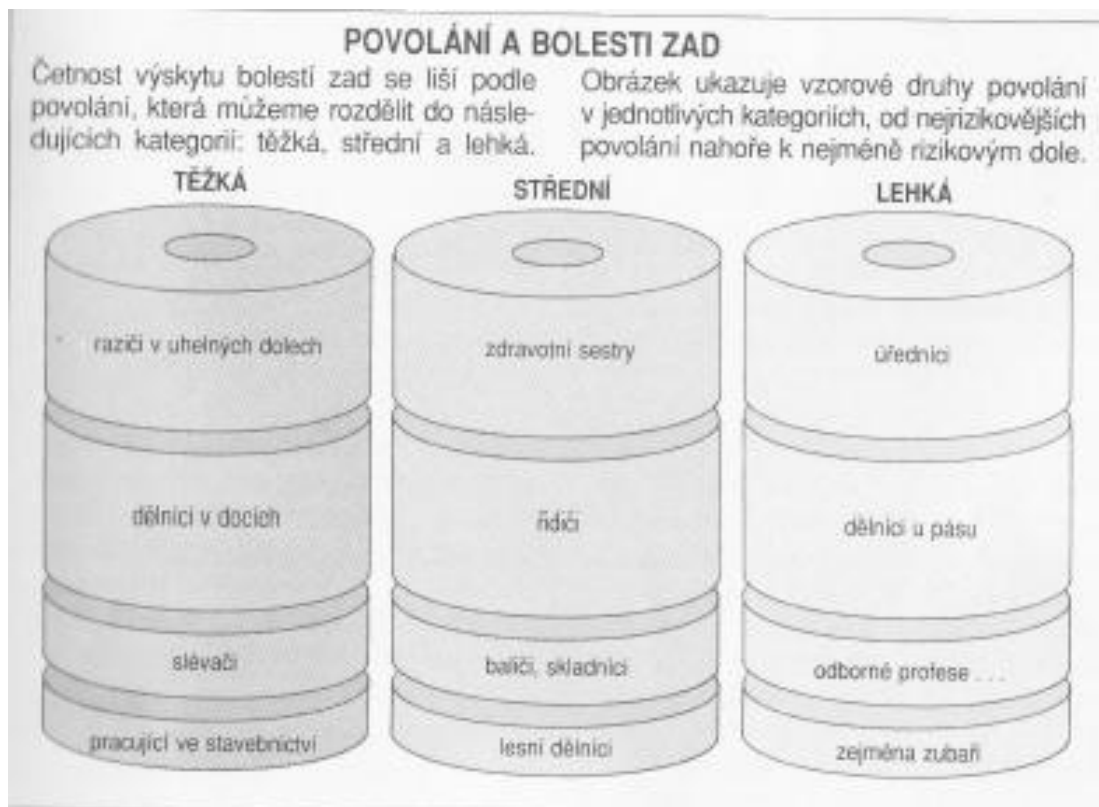 POVOLÁNÍ A BOLESTI ZAD
Četnost výskytu bolestí zad se liší podle
povolání, která můžeme rozdělit do násle-
dujících kategorií: těžká, střední a lehká.
Obrázek ukazuje vzorové druhy povolání
v jednotlivých kategoriích, od nejrizikovějších
povolání nahoře k nejméně rizikovým dole.
TĚŽKÁ
raziči v uhelných dolech
dělníci v docích
slévači
pracující ve stavebnictví
STŘEDNÍ
zdravotní sestry
řidiči
baliči, skladníci
lesní dělníci
LEHKÁ
úředníci
dělníci u pásu
odborné profese . . .
zejména zubaři